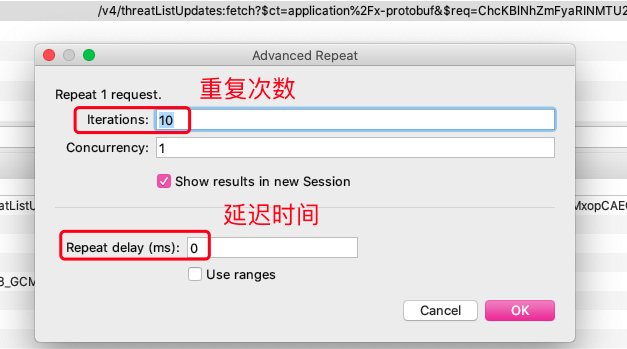 /v4/threatListUpdates:fetch?$ct=application%2Fx-protobuf&$req=ChcKBlNhZmFyaRINMTU2
Advanced Repeat
Repeat 1 request.
重复次数
Iterations: 10
Concurrency: 1
Show results in new Session
atListU
MxopCAEC
延迟时间
Repeat delay (ms): 0
Use ranges
B_GCM
Cancel
OK